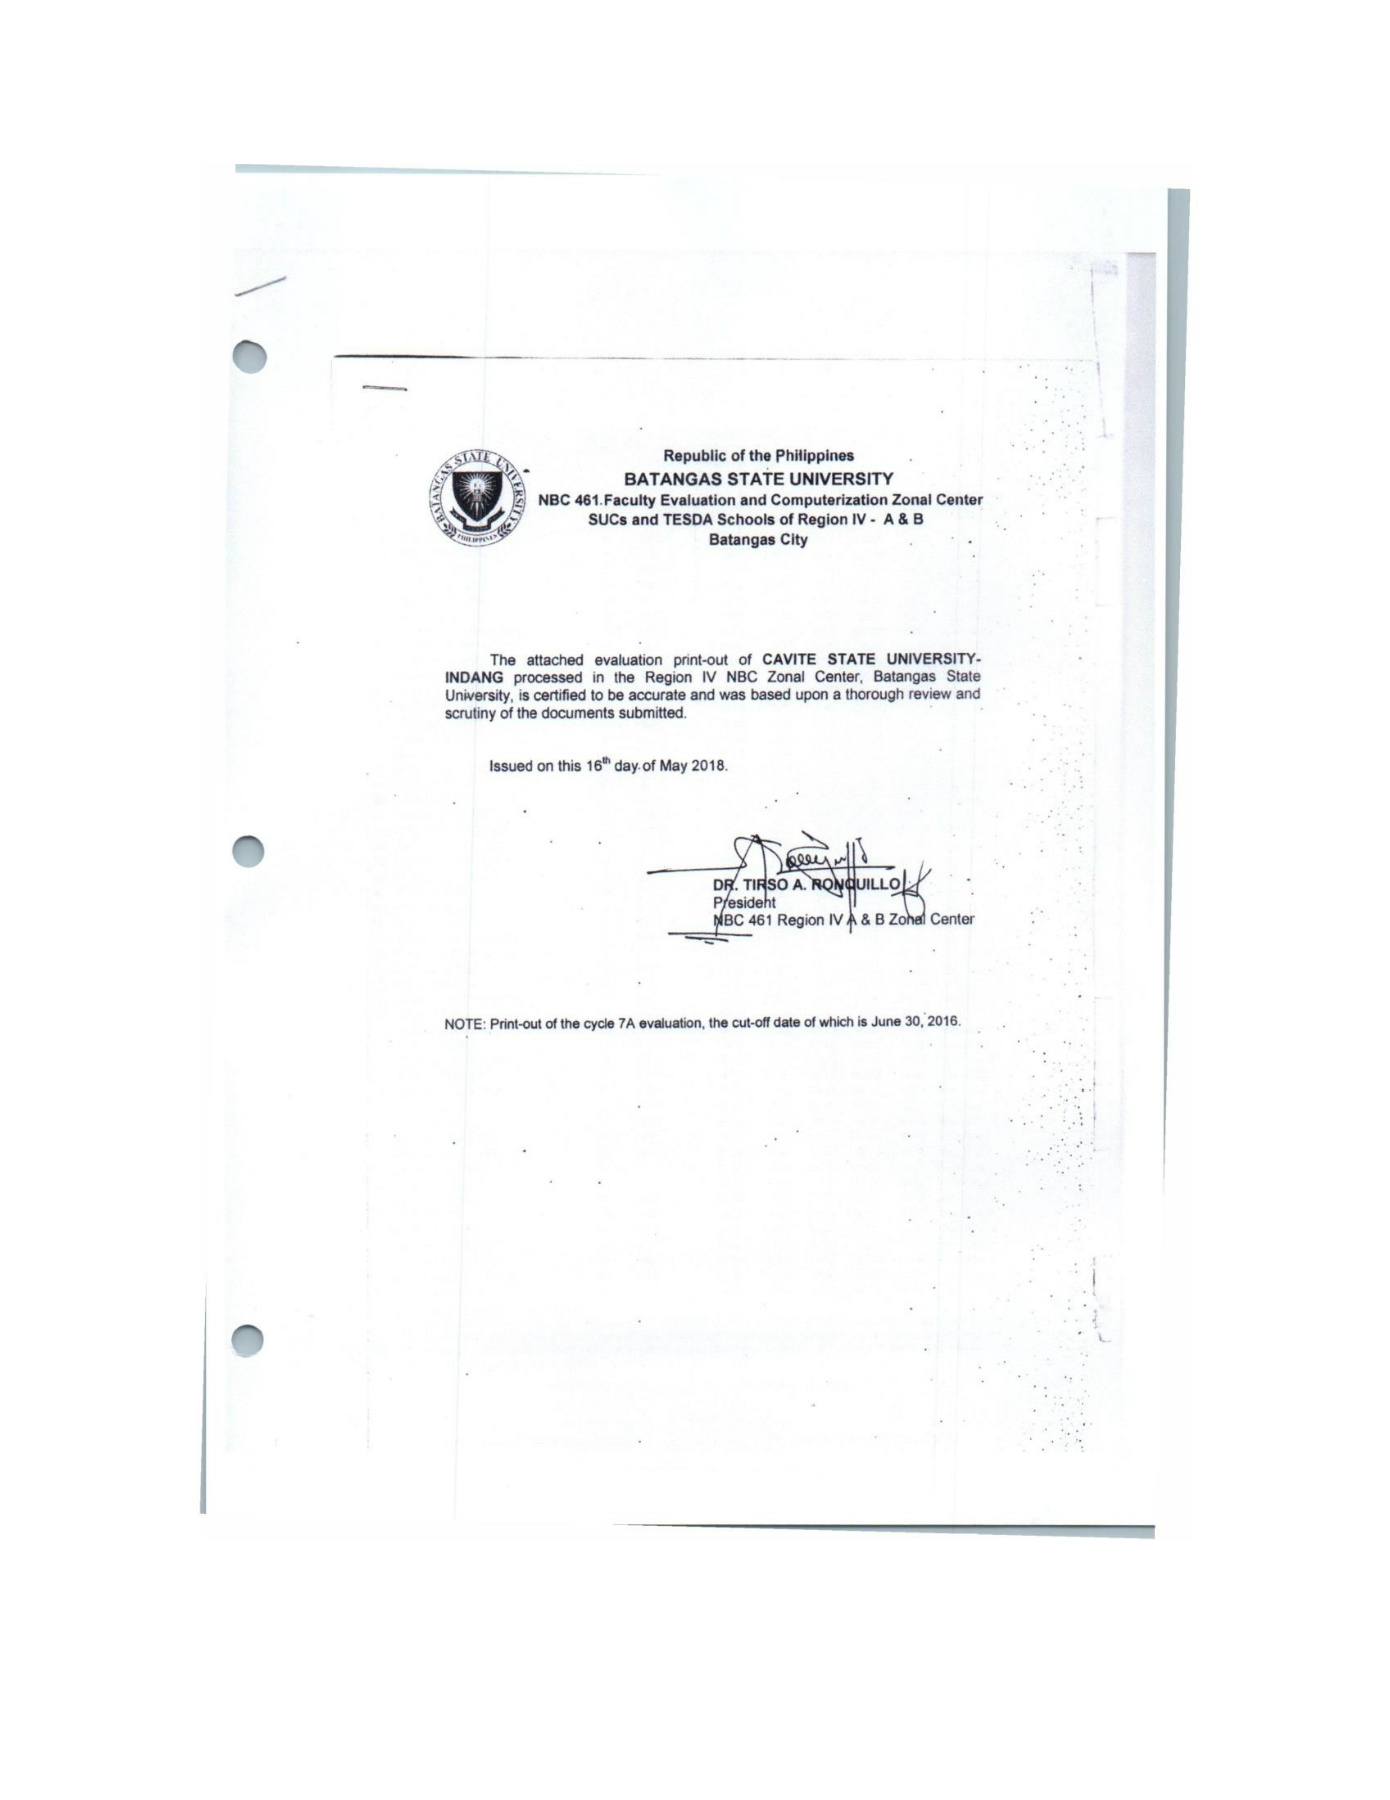 BATANGAS STATE UNIVERSITY
PHILIPPINES
Republic of the Philippines
BATANGAS STATE UNIVERSITY
NBC 461 Faculty Evaluation and Computerization Zonal Center
SUCs and TESDA Schools of Region IV - A & B
Batangas City
The attached evaluation print-out of CAVITE STATE UNIVERSITY-
INDANG processed in the Region IV NBC Zonal Center, Batangas State
University, is certified to be accurate and was based upon a thorough review and
scrutiny of the documents submitted.
Issued on this 16th day of May 2018.
DR. TIRSO A. RONQUILLO
President
NBC 461 Region IV A & B Zonal Center
NOTE: Print-out of the cycle 7A evaluation, the cut-off date of which is June 30, 2016.